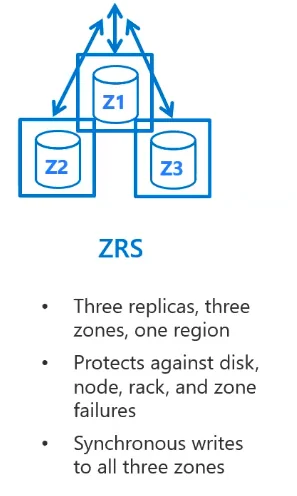 Z1
Z2
Z3
ZRS
• Three replicas, three
zones, one region
• Protects against disk,
node, rack, and zone
failures
• Synchronous writes
to all three zones